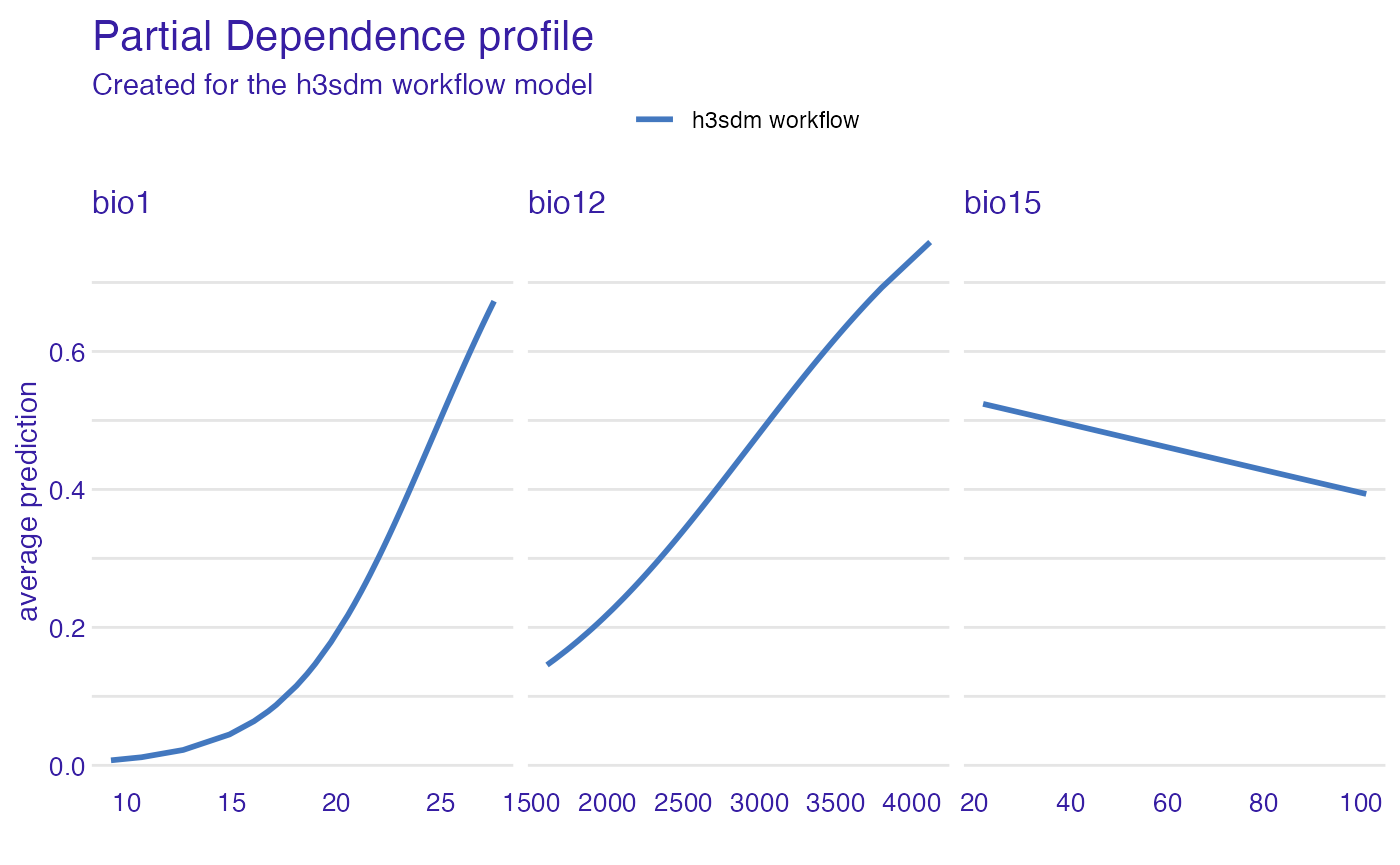 Partial Dependence profile
Created for the h3sdm workflow model
h3sdm workflow
bio1
bio12
bio15
average prediction
0.6
0.4
0.2
0.0
10 15 20 25
1500 2000 2500 3000 3500 4000
20 40 60 80 100